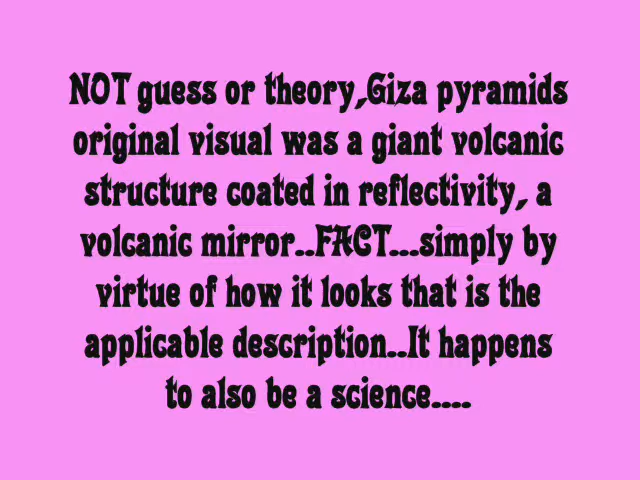 NOT guess or theory,Giza pyramids
original visual was a giant volcanic
structure coated in reflectivity, a
volcanic mirror..FACT...simply by
virtue of how it looks that is the
applicable description..It happens
to also be a science....